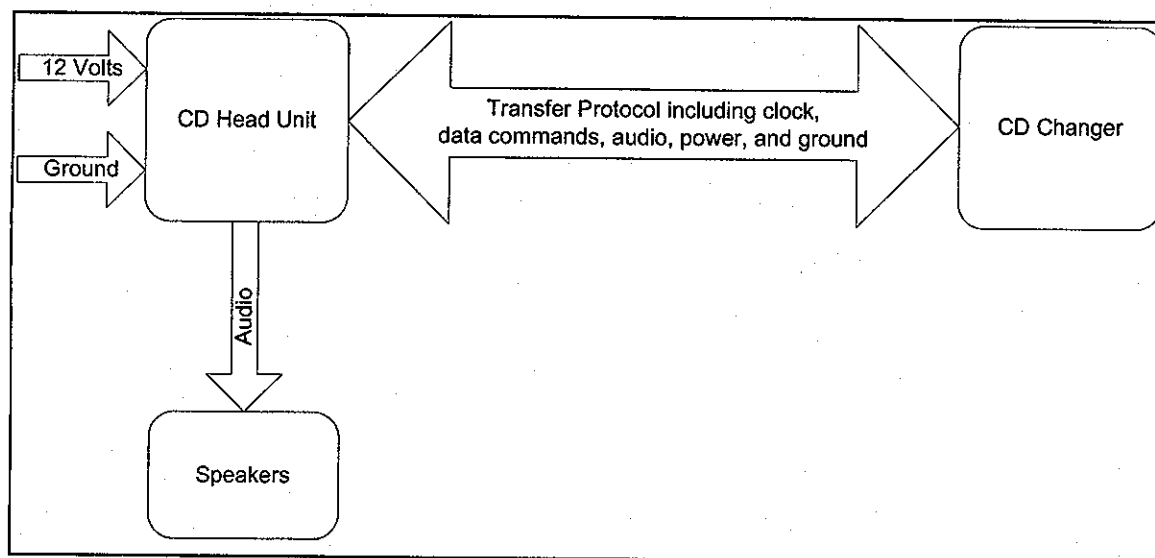 12 Volts
CD Head Unit
Transfer Protocol including clock,
data commands, audio, power, and ground
CD Changer
Ground
Audio
Speakers